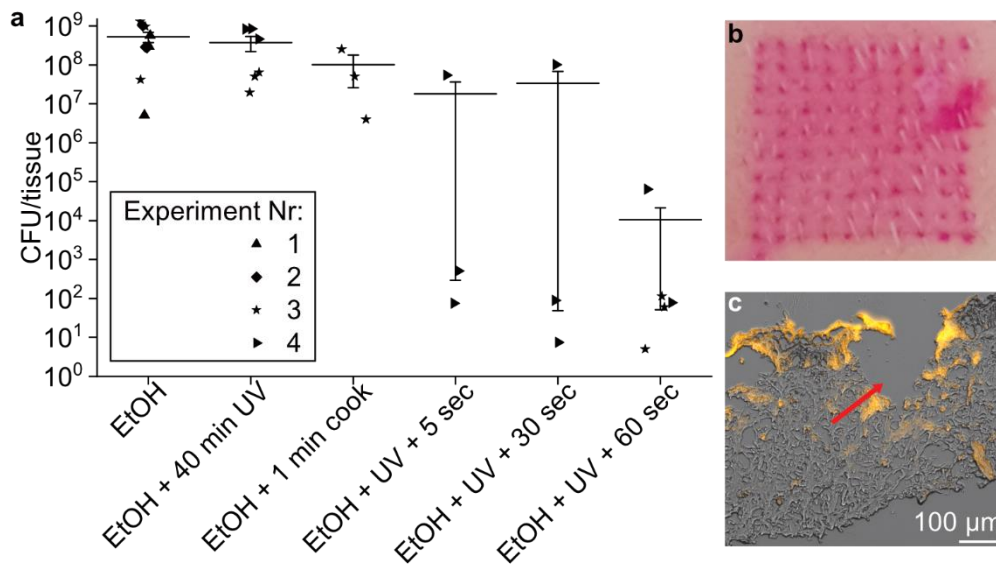 a
CFU/tissue
10⁹
10⁸
10⁷
10⁶
10⁵
10⁴
10³
10²
10¹
10⁰
Experiment Nr:
1
2
3
4
EtOH
EtOH + 40 min UV
EtOH + 1 min cook
EtOH + UV + 5 sec
EtOH + UV + 30 sec
EtOH + UV + 60 sec
b
c
100 µm